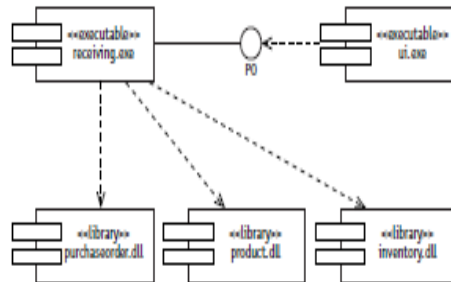 «executable»
receiving.exe
PO
«executable»
ui.exe
«library»
purchaseorder.dll
«library»
product.dll
«library»
inventory.dll